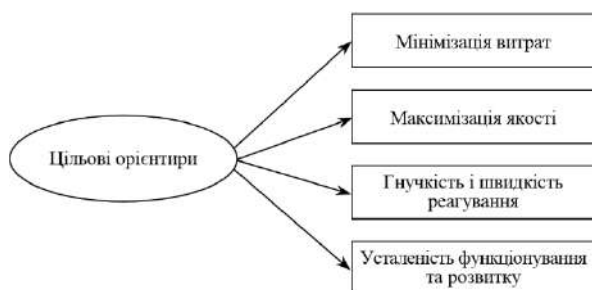 Цільові орієнтири
Мінімізація витрат
Максимізація якості
Гнучкість і швидкість
реагування
Усталеність функціонування
та розвитку